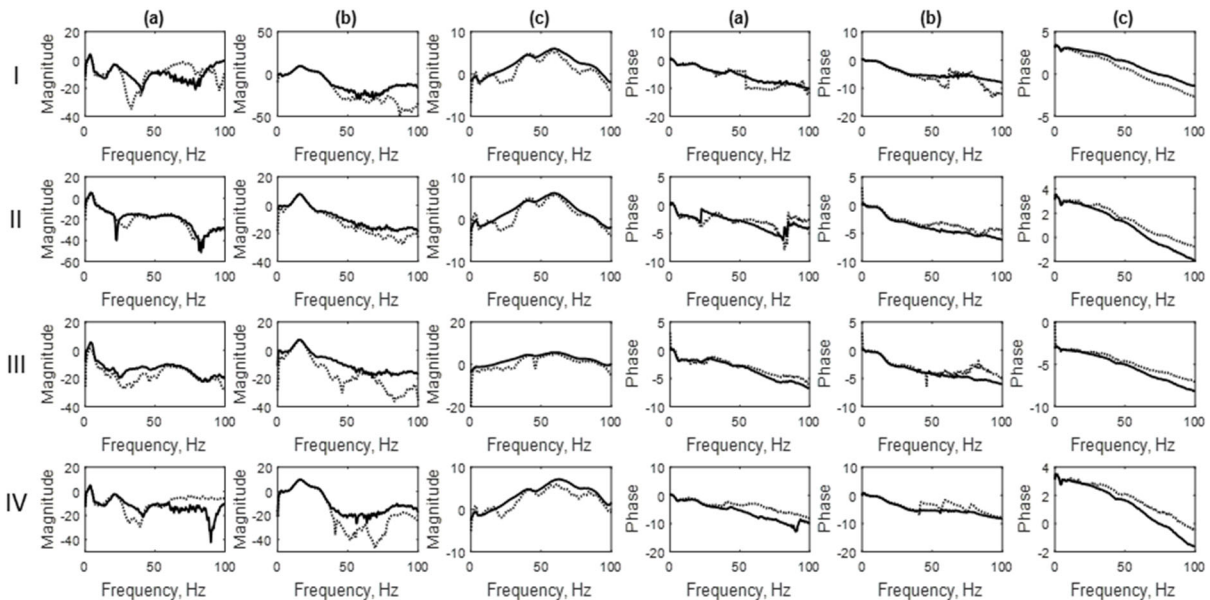 (a) (b) (c) (a) (b) (c)
I
Magnitude 20 0 -20 -40 0 50 100 Frequency, Hz
Magnitude 50 0 -50 0 50 100 Frequency, Hz
Magnitude 10 0 -10 0 50 100 Frequency, Hz
Phase 10 0 -10 -20 0 50 100 Frequency, Hz
Phase 10 0 -10 -20 0 50 100 Frequency, Hz
Phase 5 0 -5 0 50 100 Frequency, Hz
II
Magnitude 20 0 -20 -40 -60 0 50 100 Frequency, Hz
Magnitude 20 0 -20 -40 0 50 100 Frequency, Hz
Magnitude 10 0 -10 0 50 100 Frequency, Hz
Phase 5 0 -5 -10 0 50 100 Frequency, Hz
Phase 5 0 -5 -10 0 50 100 Frequency, Hz
Phase 4 2 0 -2 0 50 100 Frequency, Hz
III
Magnitude 20 0 -20 -40 0 50 100 Frequency, Hz
Magnitude 20 0 -20 -40 0 50 100 Frequency, Hz
Magnitude 20 0 -20 0 50 100 Frequency, Hz
Phase 5 0 -5 -10 0 50 100 Frequency, Hz
Phase 5 0 -5 -10 0 50 100 Frequency, Hz
Phase 0 -5 -10 0 50 100 Frequency, Hz
IV
Magnitude 20 0 -20 -40 0 50 100 Frequency, Hz
Magnitude 20 0 -20 -40 0 50 100 Frequency, Hz
Magnitude 10 0 -10 0 50 100 Frequency, Hz
Phase 10 0 -10 -20 0 50 100 Frequency, Hz
Phase 10 0 -10 -20 0 50 100 Frequency, Hz
Phase 4 2 0 -2 0 50 100 Frequency, Hz